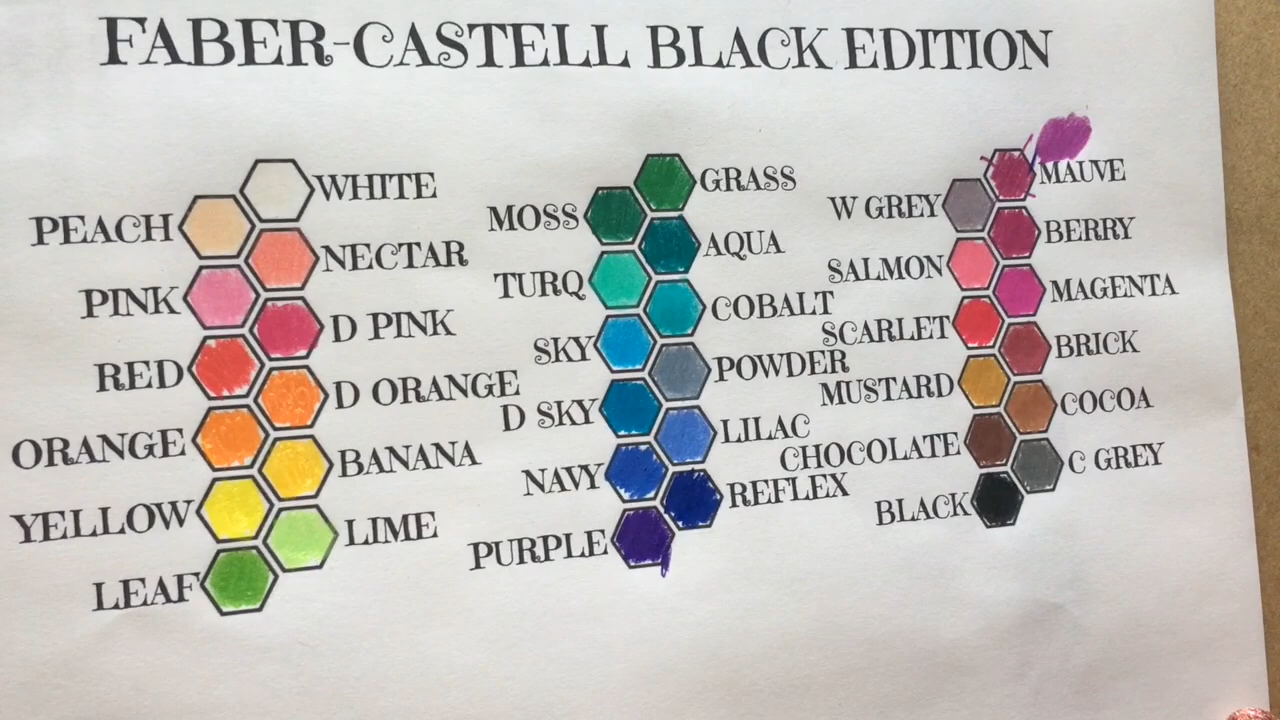 FABER-CASTELL BLACK EDITION
WHITE
PEACH
NECTAR
PINK
D PINK
RED
D ORANGE
ORANGE
BANANA
YELLOW
LIME
LEAF
GRASS
MOSS
AQUA
TURQ
COBALT
SKY
POWDER
D SKY
LILAC
NAVY
REFLEX
PURPLE
MAUVE
W GREY
BERRY
SALMON
MAGENTA
SCARLET
BRICK
MUSTARD
COCOA
CHOCOLATE
C GREY
BLACK